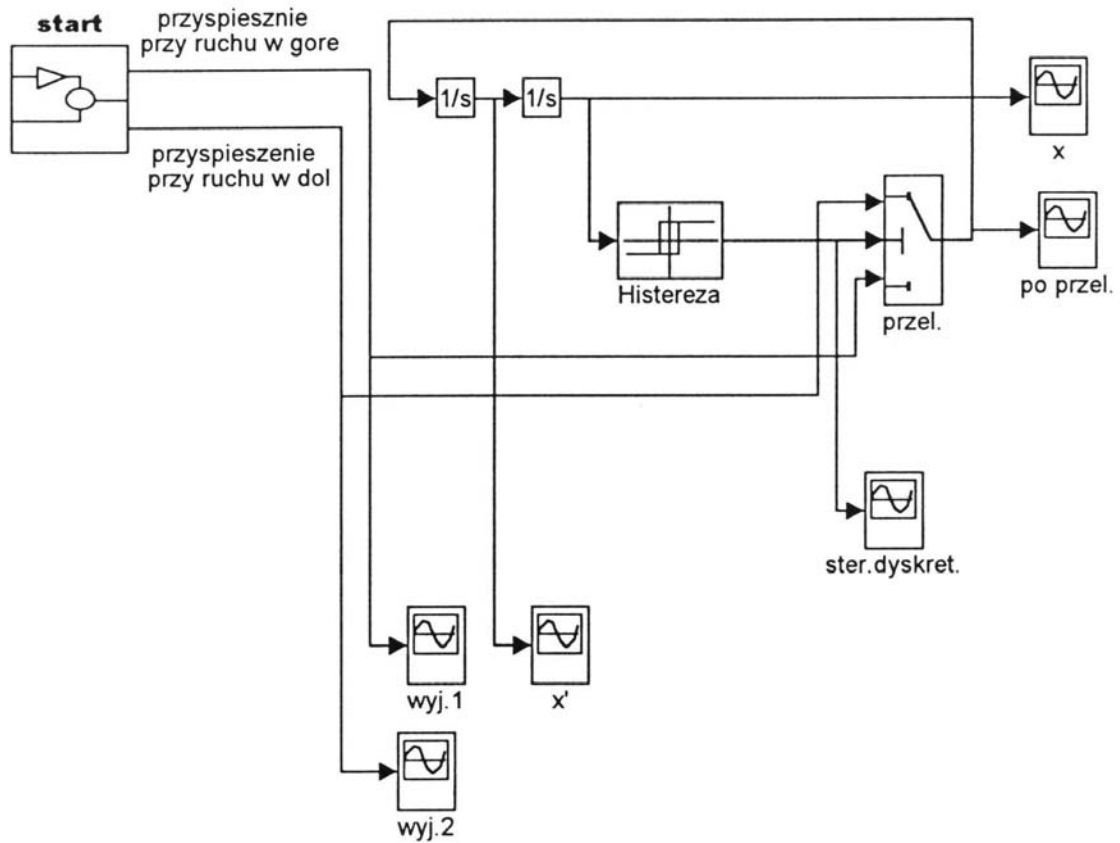 start
przyspiesznie
przy ruchu w gore
przyspieszenie
przy ruchu w dol
1/s
1/s
x
Histereza
przel.
po przel.
ster.dyskret.
wyj.1
x'
wyj.2